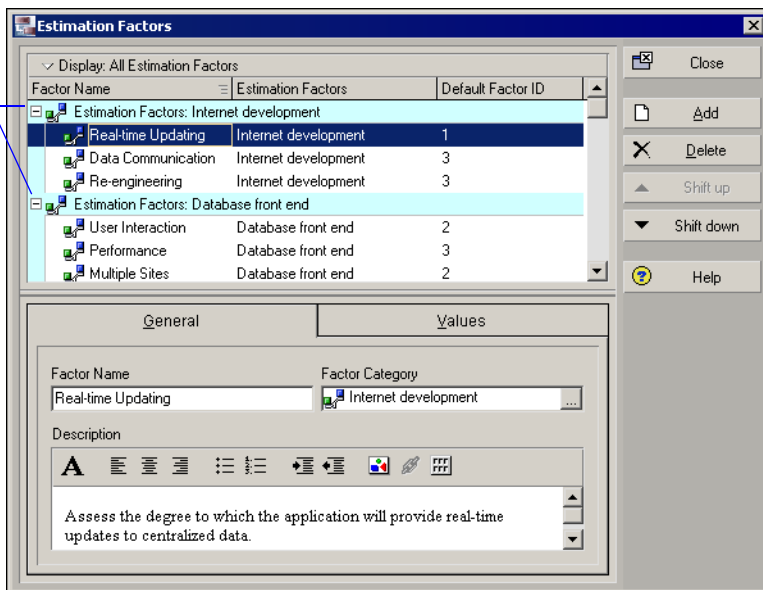 Estimation Factors
Display: All Estimation Factors
Factor Name Estimation Factors Default Factor ID
Estimation Factors: Internet development
Real-time Updating Internet development 1
Data Communication Internet development 3
Re-engineering Internet development 3
Estimation Factors: Database front end
User Interaction Database front end 2
Performance Database front end 3
Multiple Sites Database front end 2
Close
Add
Delete
Shift up
Shift down
Help
General Values
Factor Name Factor Category
Real-time Updating Internet development ...
Description
A
Assess the degree to which the application will provide real-time
updates to centralized data.